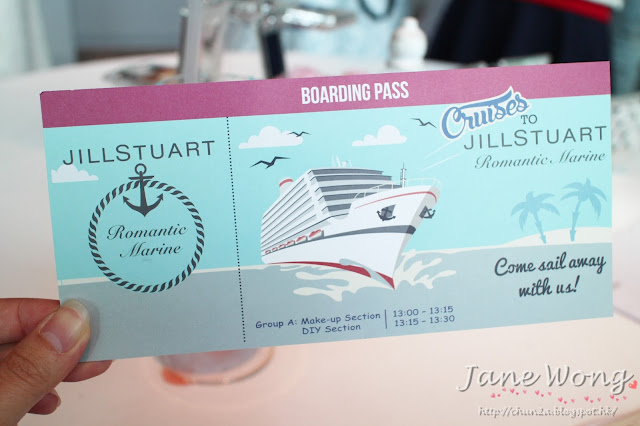 BOARDING PASS
JILLSTUART
Romantic
Marine
Cruises
TO
JILLSTUART
Romantic Marine
Come sail away
with us!
Group A: Make-up Section | 13:00 - 13:15
DIY Section | 13:15 - 13:30
Jane Wong
http://chun2a.blogspot.hk/